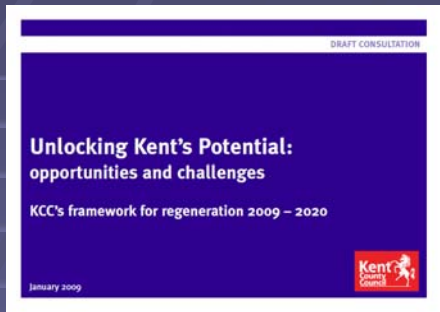 DRAFT CONSULTATION
Unlocking Kent's Potential:
opportunities and challenges
KCC's framework for regeneration 2009 – 2020
Kent
County
Council
January 2009